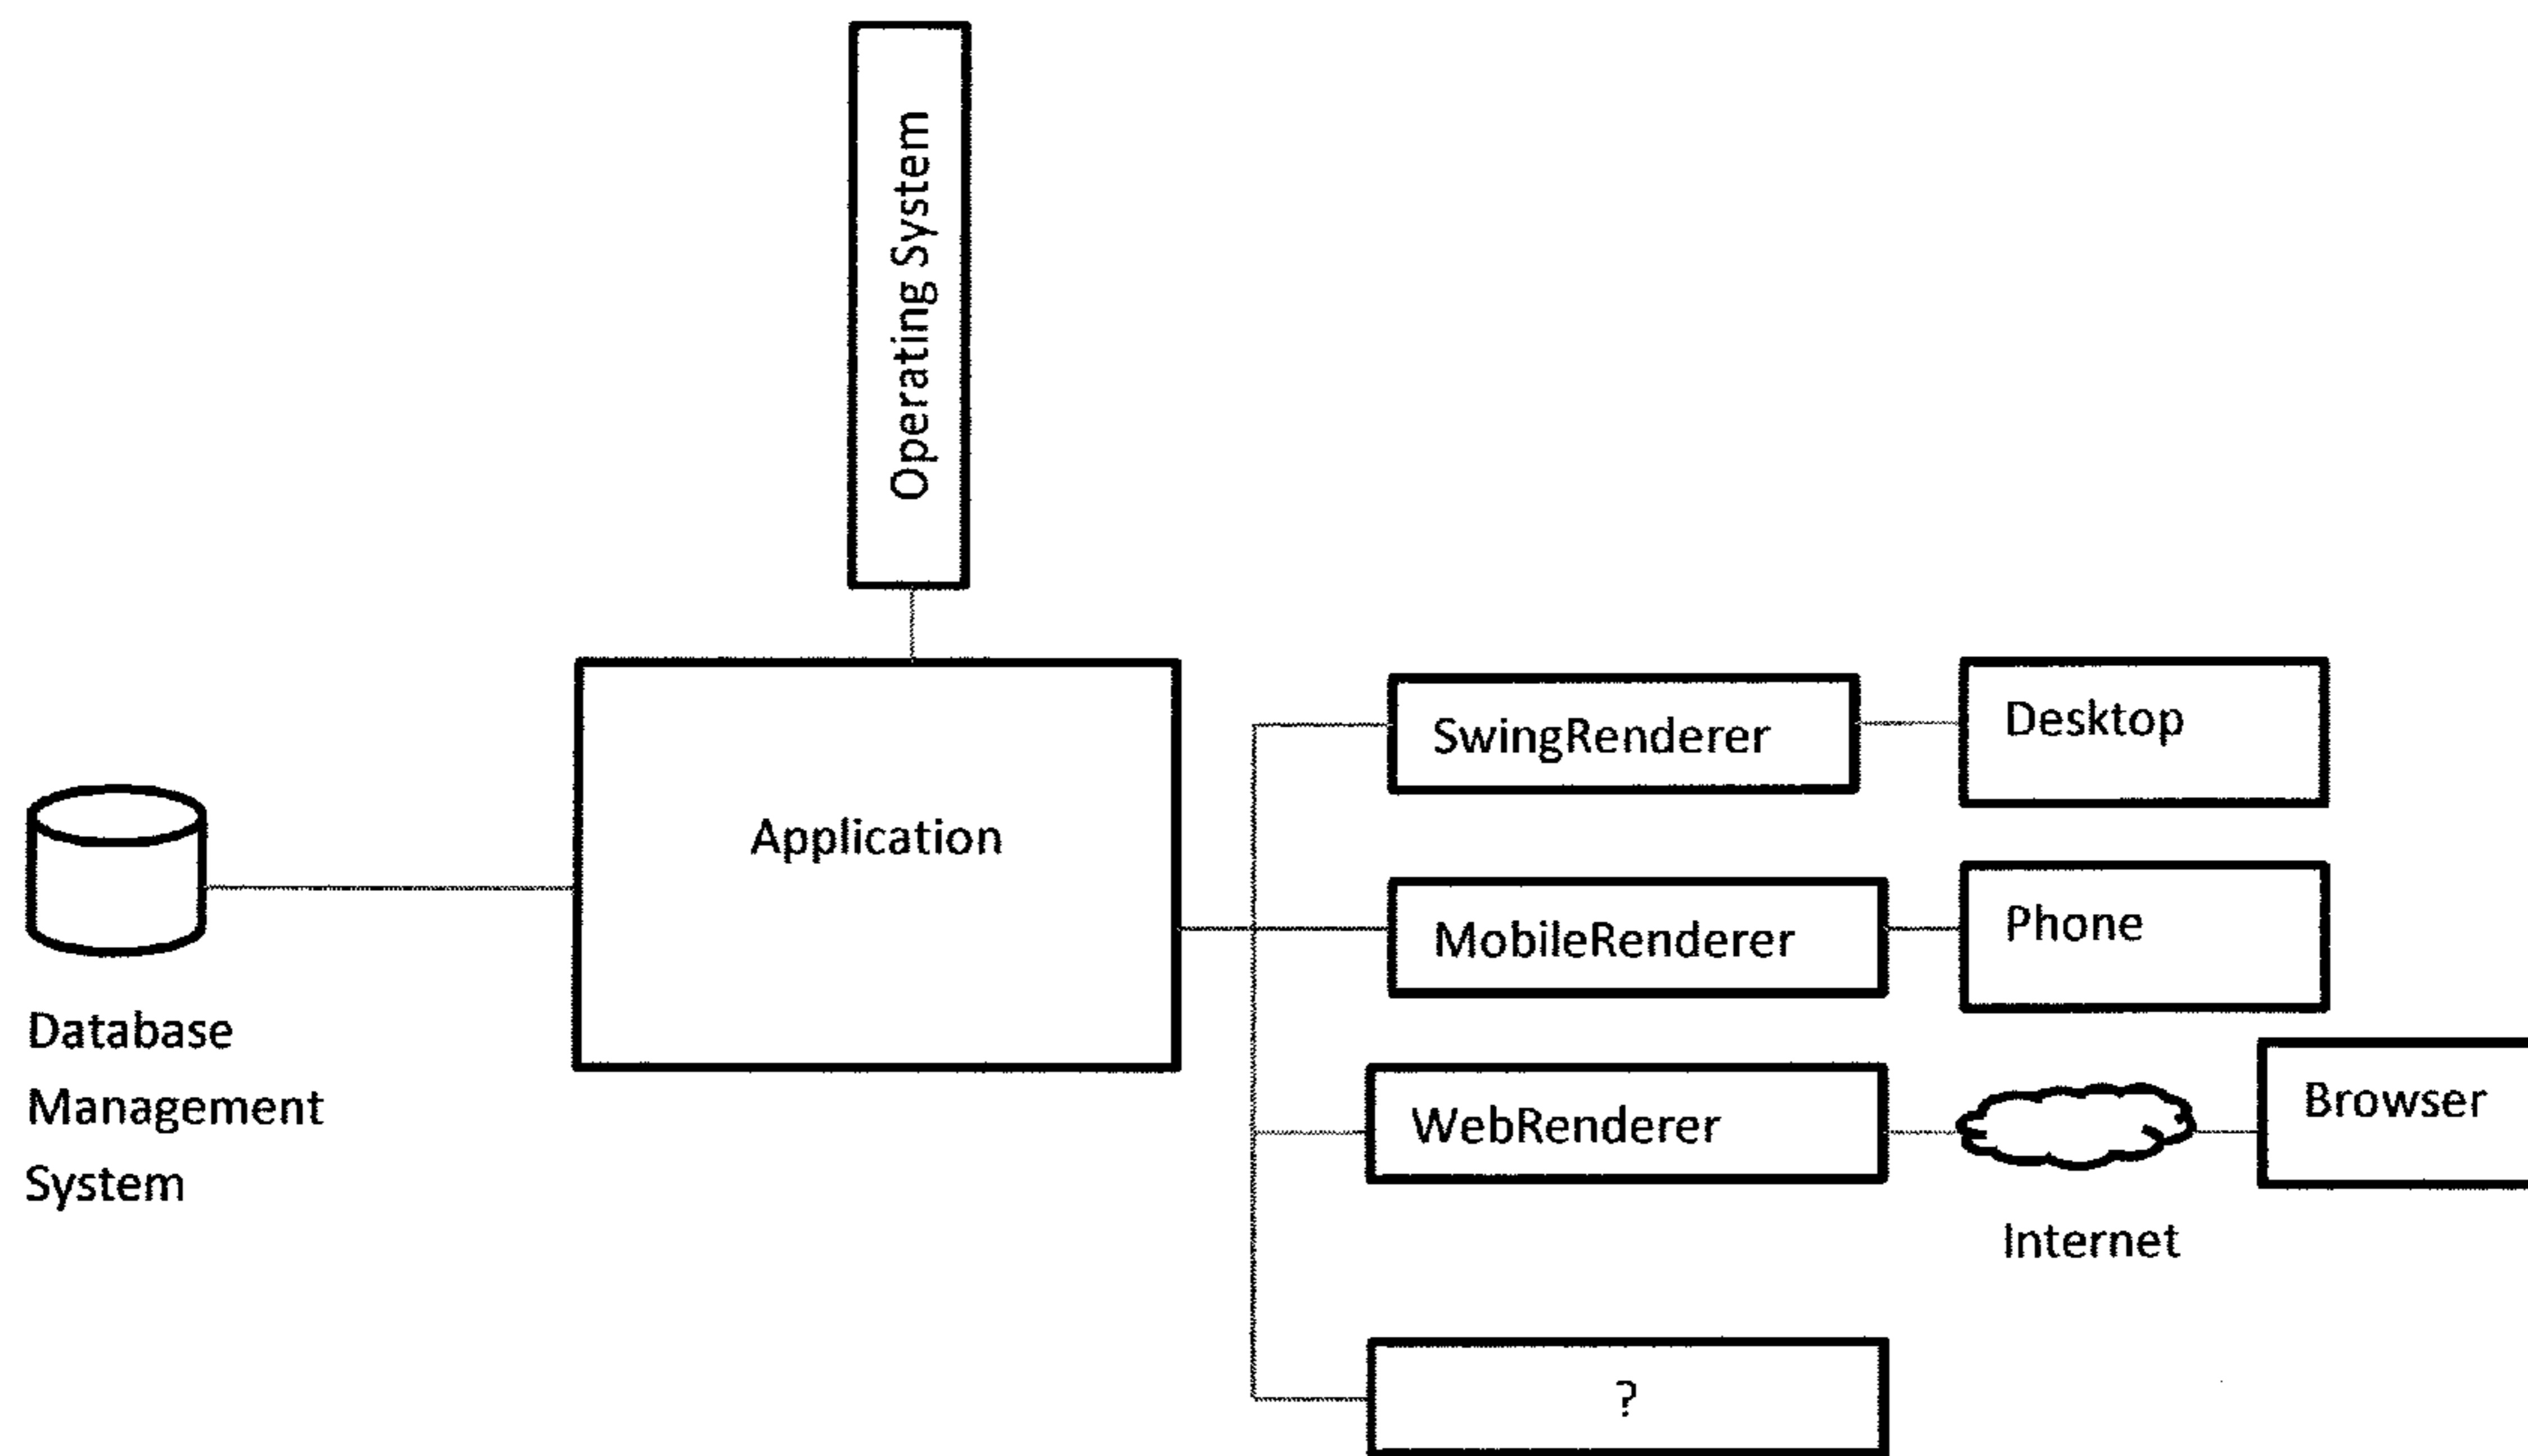 Operating System
Application
SwingRenderer
Desktop
MobileRenderer
Phone
WebRenderer
Browser
Internet
?
Database
Management
System